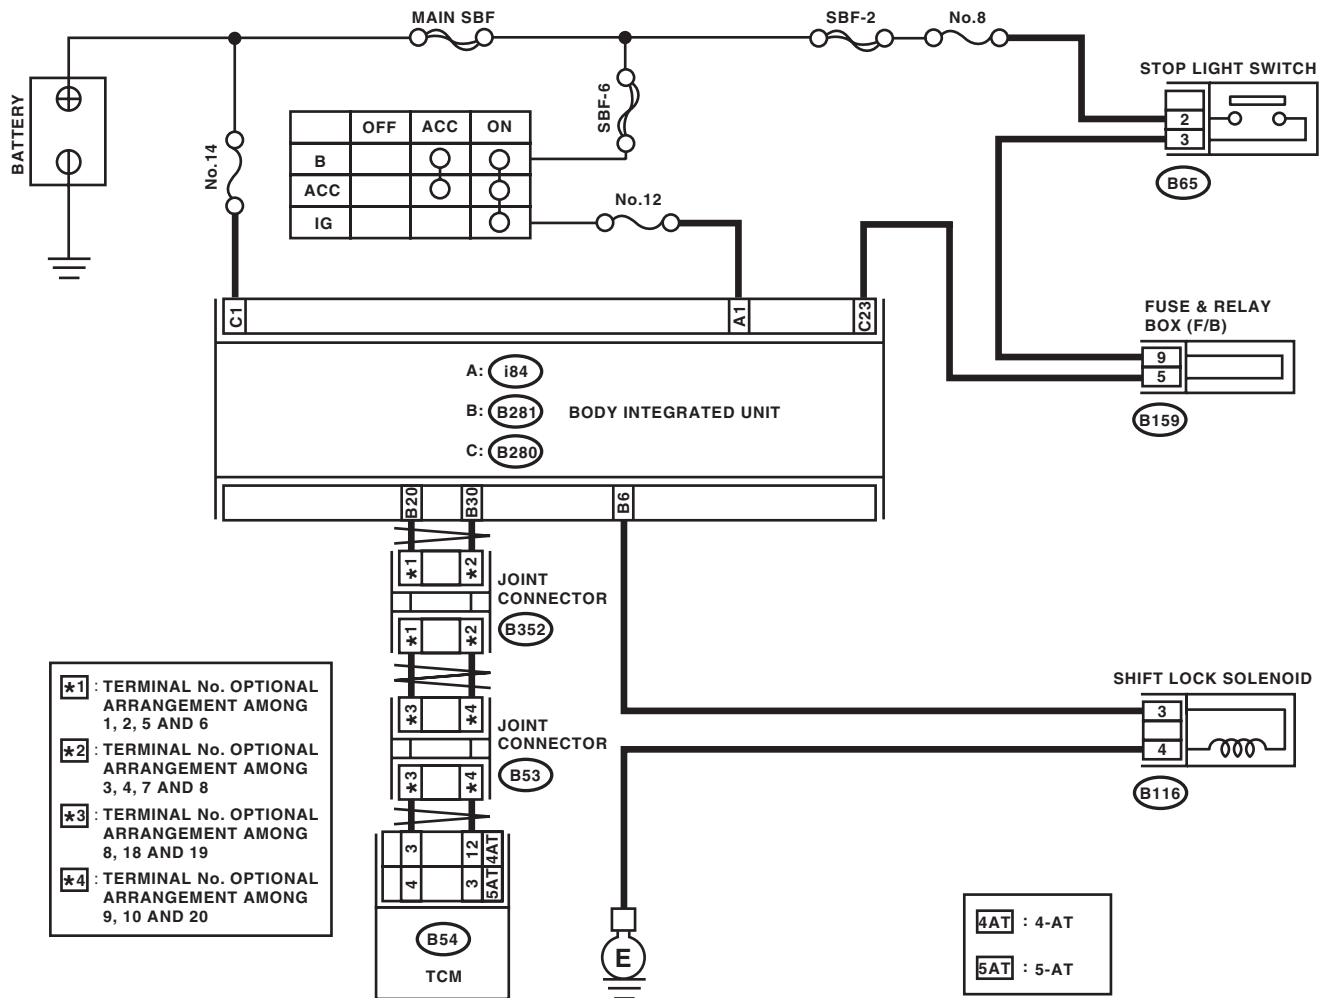 MAIN SBF
SBF-2
No.8
STOP LIGHT SWITCH
BATTERY
No.14
SBF-6
OFF ACC ON
B
ACC
IG
No.12
2
3
B65
C1
A1
C23
FUSE & RELAY
BOX (F/B)
9
5
B159
A: i84
B: B281 BODY INTEGRATED UNIT
C: B280
B20
B30
B6
*1
*2
JOINT
CONNECTOR
B352
*1
*2
*3
*4
JOINT
CONNECTOR
B53
*3
*4
3
12
4AT
4
3
5AT
B54
TCM
SHIFT LOCK SOLENOID
3
4
B116
E
*1 : TERMINAL No. OPTIONAL
ARRANGEMENT AMONG
1, 2, 5 AND 6
*2 : TERMINAL No. OPTIONAL
ARRANGEMENT AMONG
3, 4, 7 AND 8
*3 : TERMINAL No. OPTIONAL
ARRANGEMENT AMONG
8, 18 AND 19
*4 : TERMINAL No. OPTIONAL
ARRANGEMENT AMONG
9, 10 AND 20
4AT : 4-AT
5AT : 5-AT